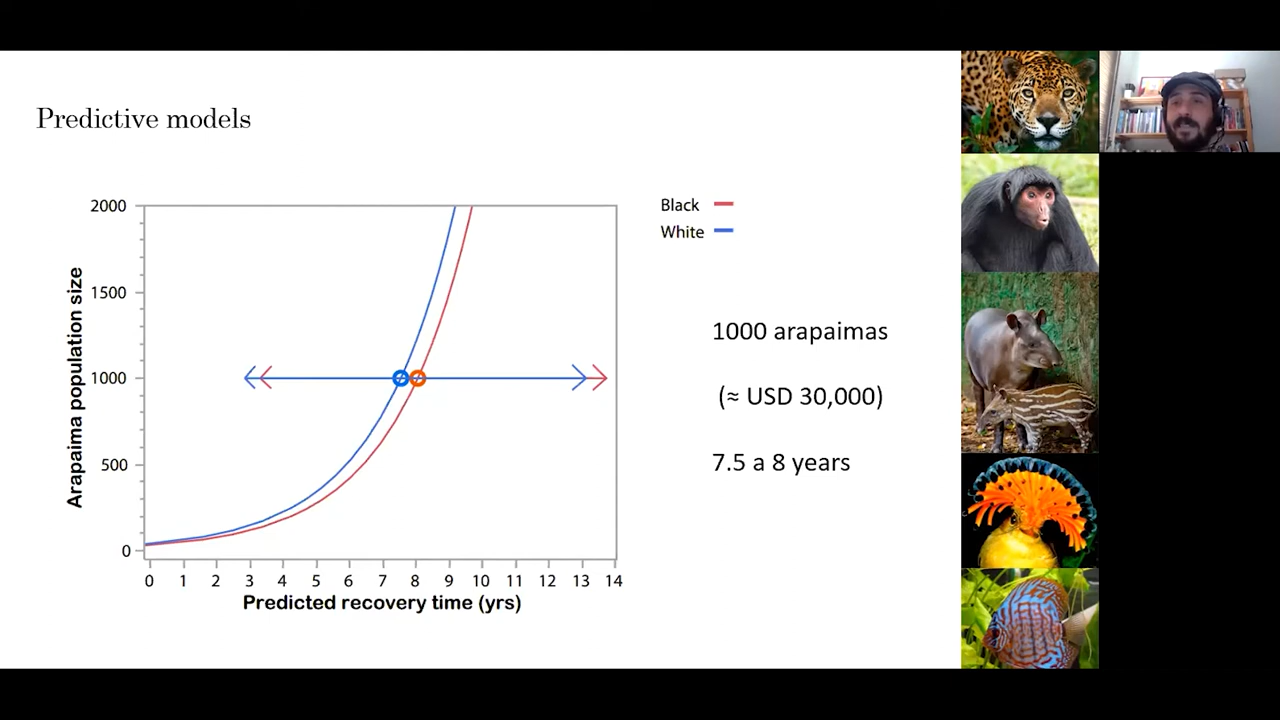 Predictive models
2000
1500
1000
500
0
Arapaima population size
0 1 2 3 4 5 6 7 8 9 10 11 12 13 14
Predicted recovery time (yrs)
Black
White
1000 arapaimas
(≈ USD 30,000)
7.5 a 8 years